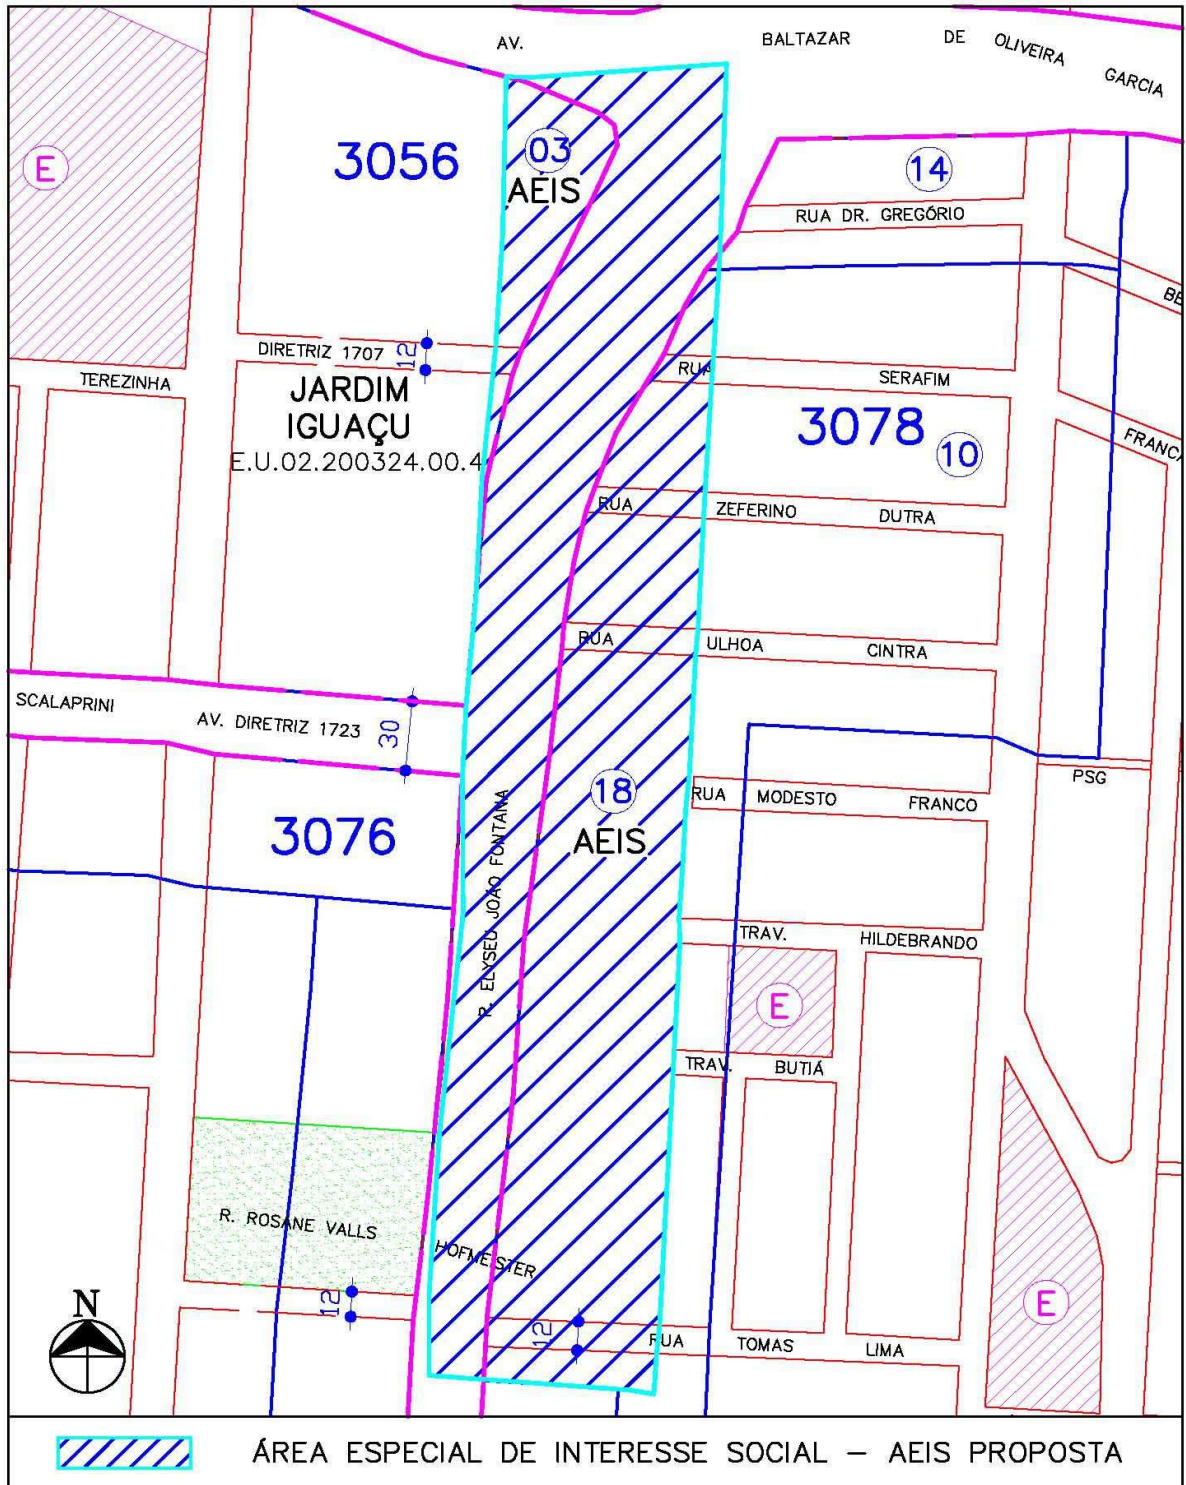 AV.
BALTAZAR
DE
OLIVEIRA
GARCIA
E
3056
03
AEIS
14
RUA DR. GREGÓRIO
DIRETRIZ 1707
12
RUA
SERAFIM
TEREZINHA
JARDIM
IGUAÇU
E.U.02.200324.00.4
3078
10
RUA
ZEFERINO
DUTRA
RUA
ULHOA
CINTRA
SCALAPRINI
AV. DIRETRIZ 1723
30
PSG
18
AEIS
RUA
MODESTO
FRANCO
3076
R. ELYSEU JOÃO FONTANA
TRAV.
HILDEBRANDO
E
TRAV.
BUTIÁ
R. ROSANE VALLS
HOFMEISTER
12
12
RUA
TOMAS
LIMA
E
N
ÁREA ESPECIAL DE INTERESSE SOCIAL – AEIS PROPOSTA